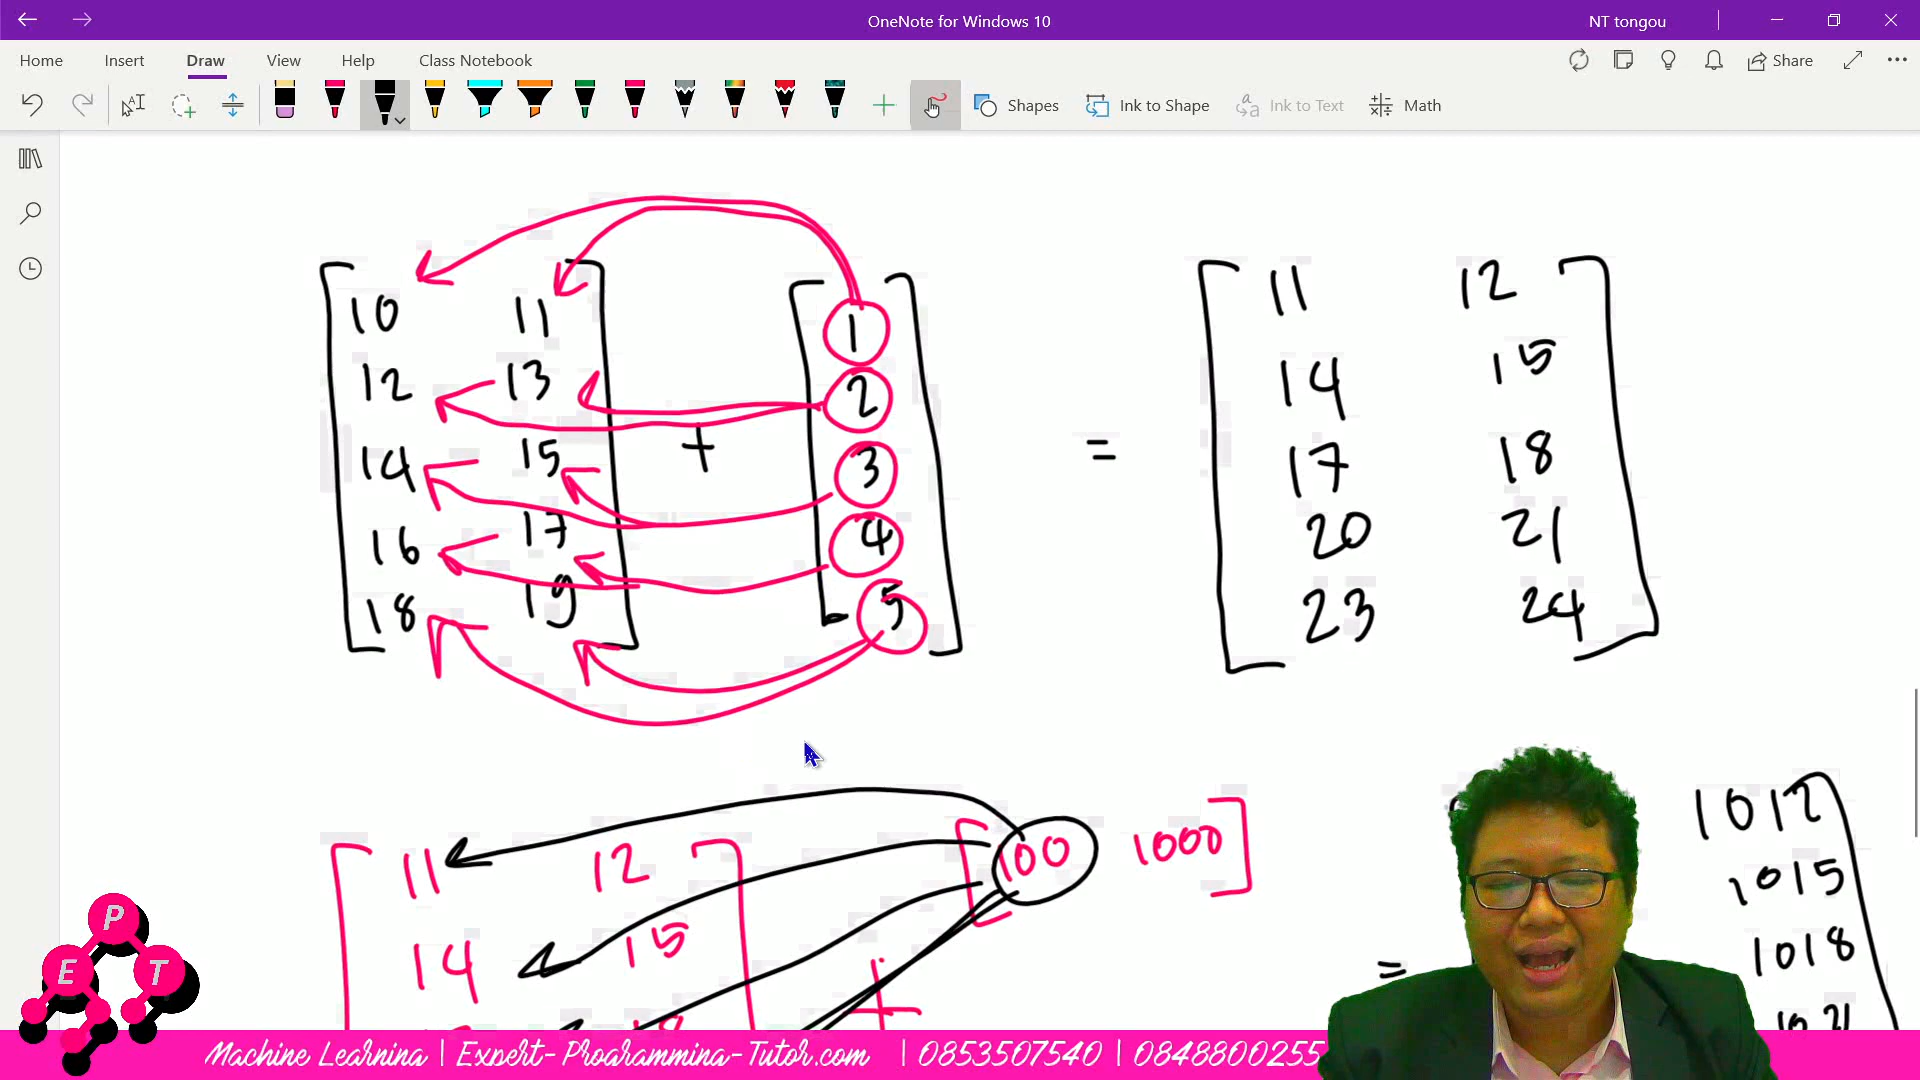 OneNote for Windows 10
NT tongou
Home Insert Draw View Help Class Notebook
Share
Shapes Ink to Shape Ink to Text Math
10 11 1 11 12
12 13 2 14 15
14 15 + 3 = 17 18
16 17 4 20 21
18 19 5 23 24
11 12 100 1000 1012
14 15 1015
+ = 1018
18 1021
P
E T
Machine Learning | Expert-Programming-Tutor.com | 0853507540 | 0848800255